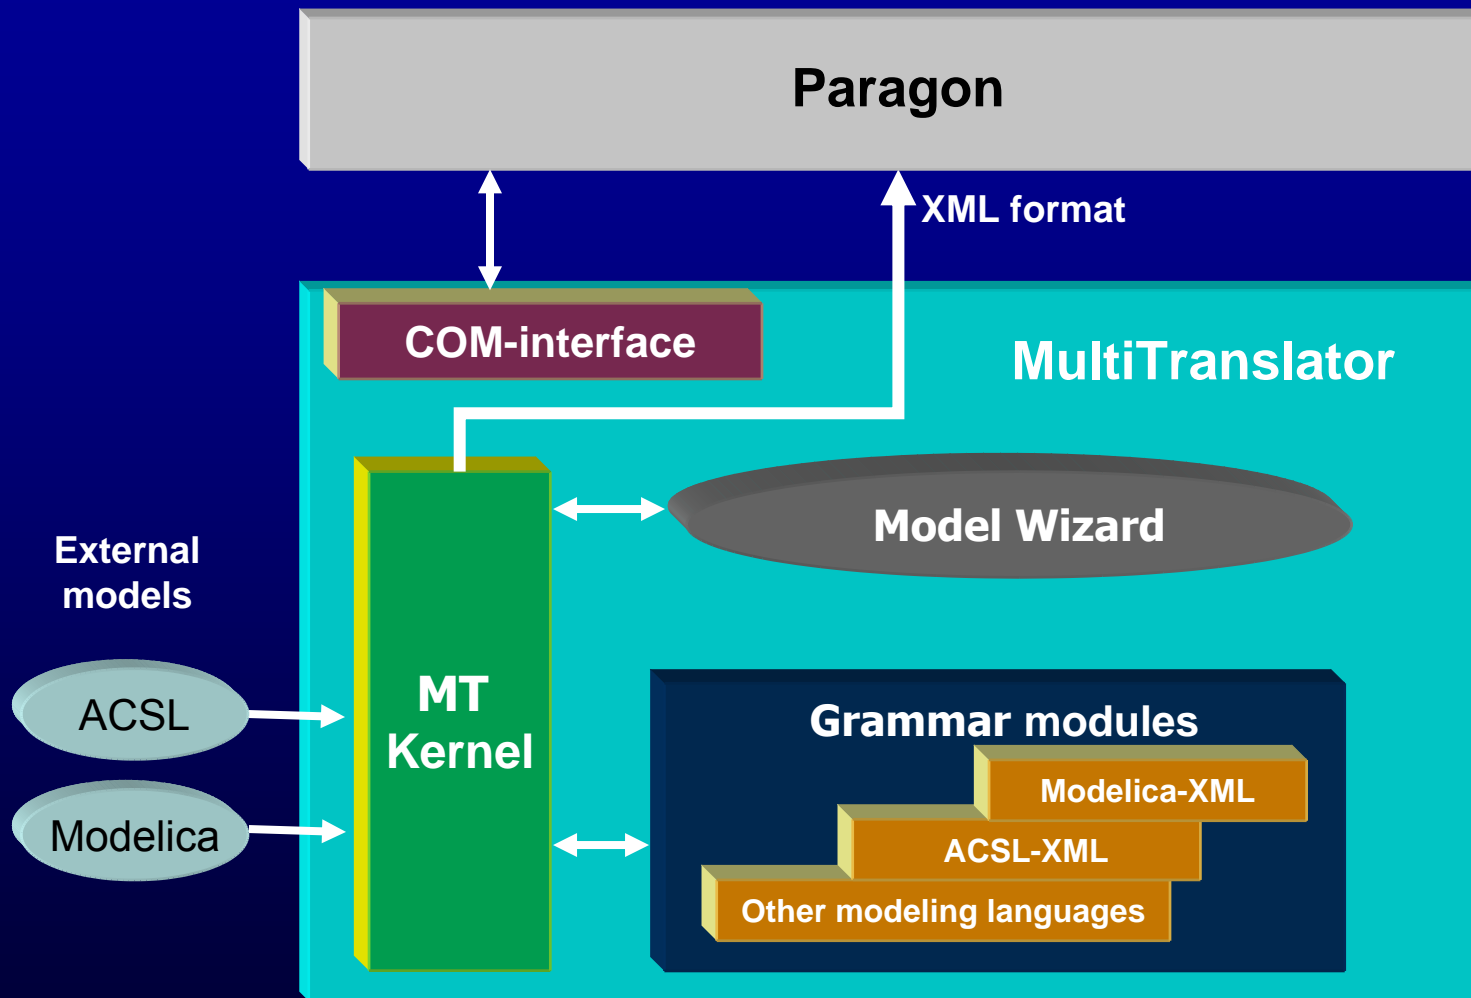 Paragon
XML format
COM-interface
MultiTranslator
Model Wizard
External
models
ACSL
Modelica
MT
Kernel
Grammar modules
Modelica-XML
ACSL-XML
Other modeling languages